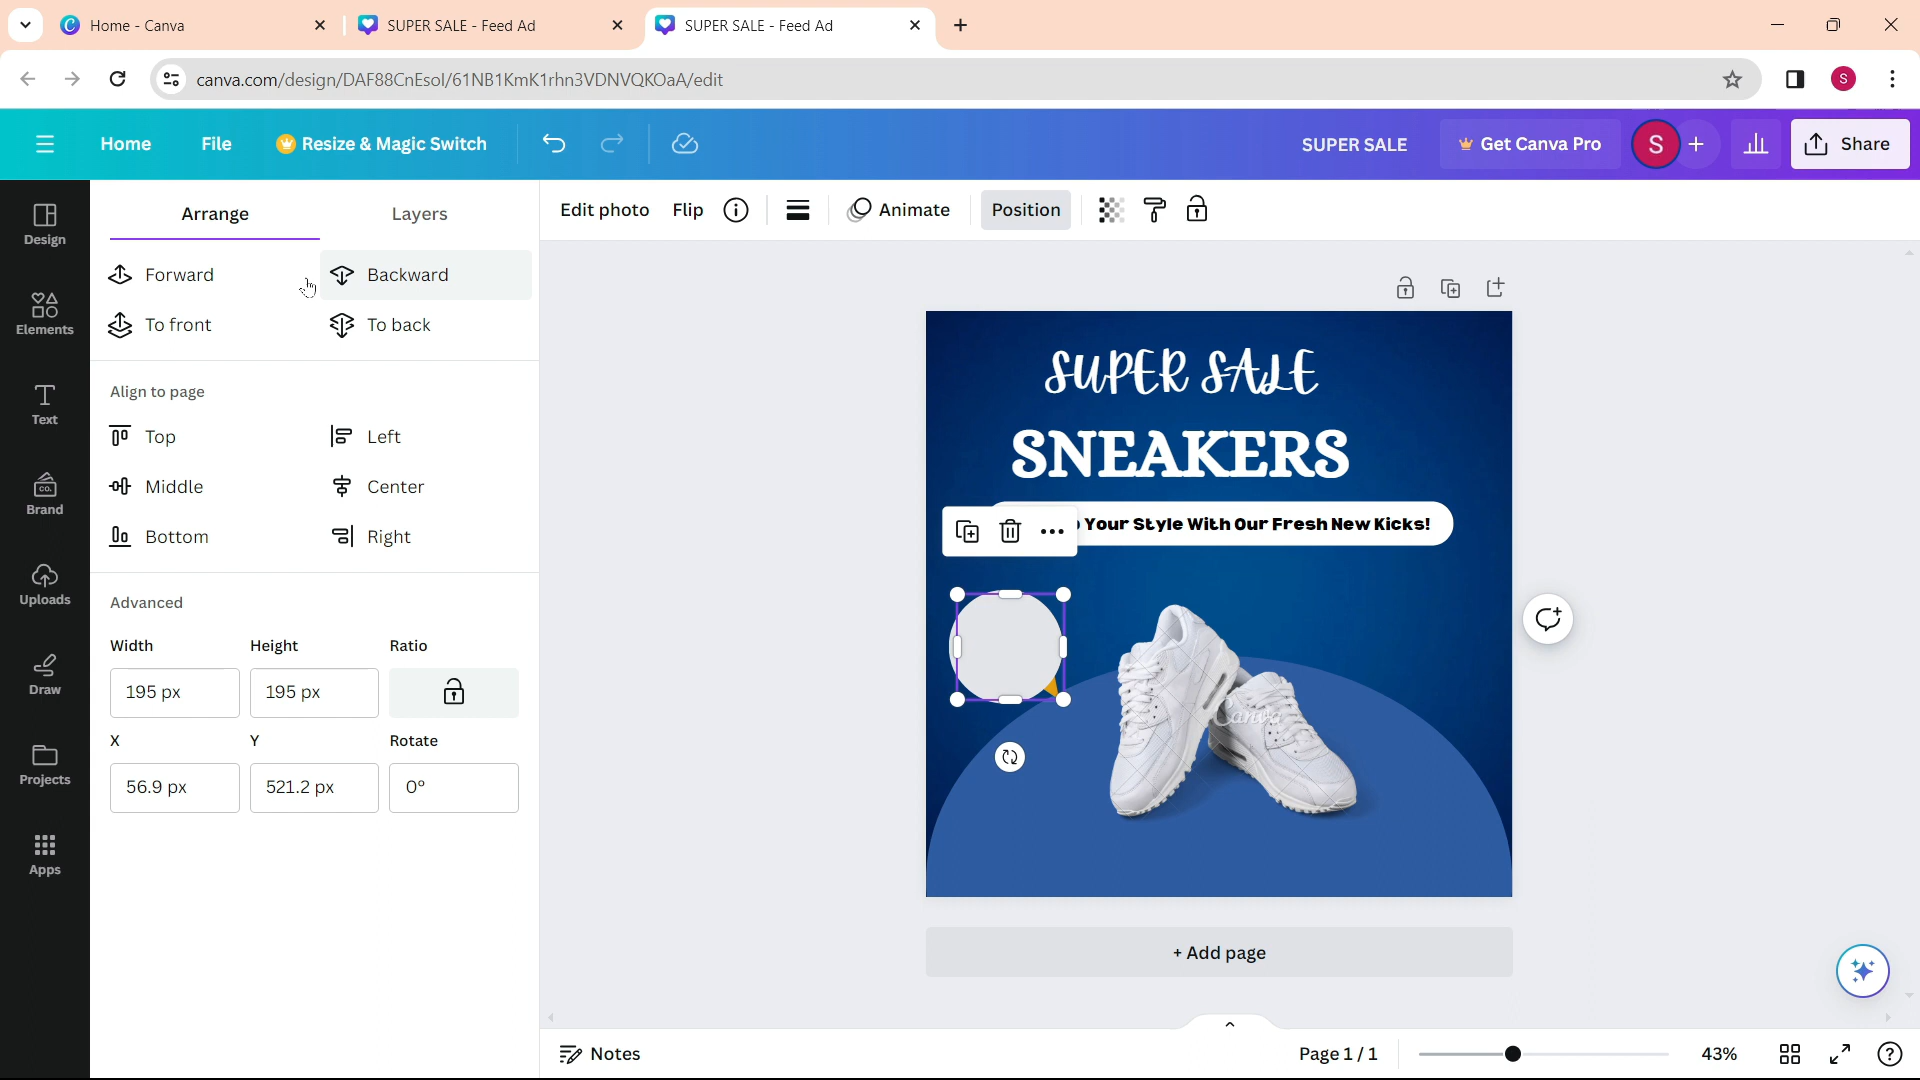 Home - Canva
SUPER SALE - Feed Ad
SUPER SALE - Feed Ad
canva.com/design/DAF88CnEsoI/61NB1KmK1rhn3VDNVQKOaA/edit
S
Home
File
Resize & Magic Switch
SUPER SALE
Get Canva Pro
S
Share
Design
Elements
Text
CO.
Brand
Uploads
Draw
Projects
Apps
Arrange
Layers
Forward
Backward
To front
To back
Align to page
Top
Left
Middle
Center
Bottom
Right
Advanced
Width
Height
Ratio
195 px
195 px
X
Y
Rotate
56.9 px
521.2 px
0°
Edit photo
Flip
Animate
Position
SUPER SALE
SNEAKERS
Your Style With Our Fresh New Kicks!
Canva
+ Add page
Notes
Page 1 / 1
43%